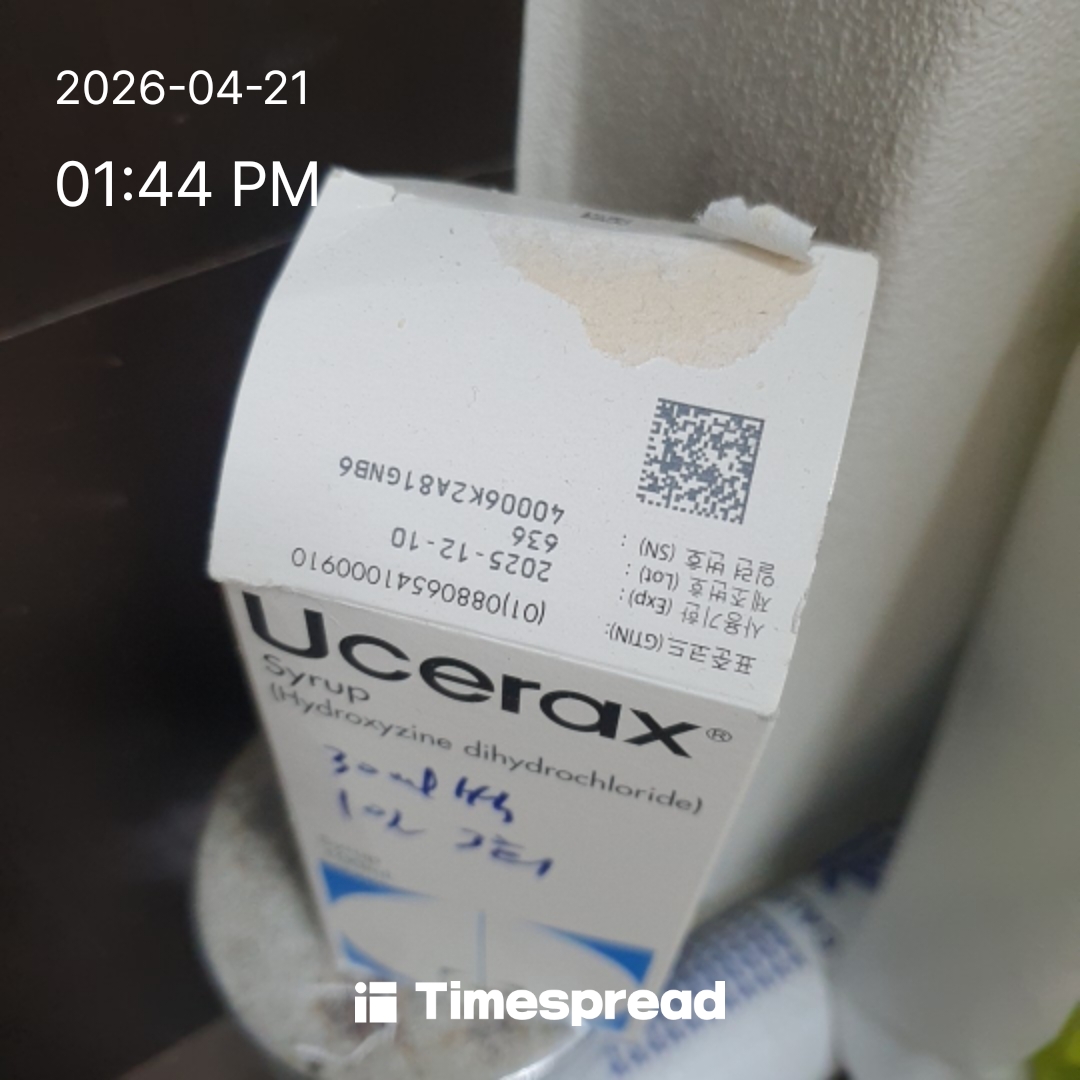 2026-04-21
01:44 PM
표준코드(GTIN): (01)08806541000910
사용기한 (Exp): 2025-12-10
제조번호 (Lot) : 636
일련 번호 (SN) : 40006K2A81GNB6
Ucerax®
Syrup
(Hydroxyzine dihydrochloride)
Timespread